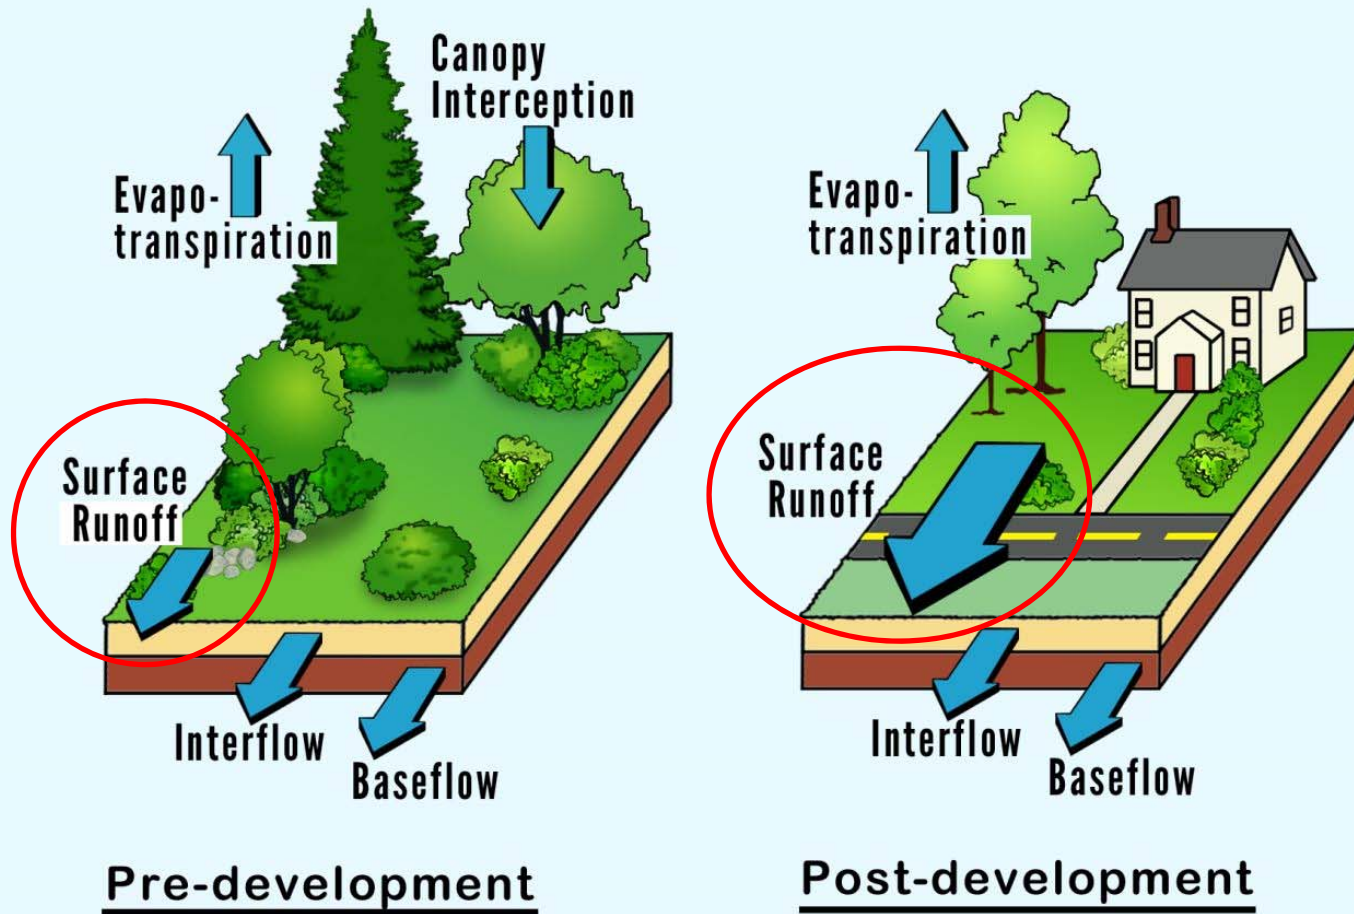 Canopy
Interception
Evapo-
transpiration
Surface
Runoff
Interflow
Baseflow
Pre-development
Evapo-
transpiration
Surface
Runoff
Interflow
Baseflow
Post-development